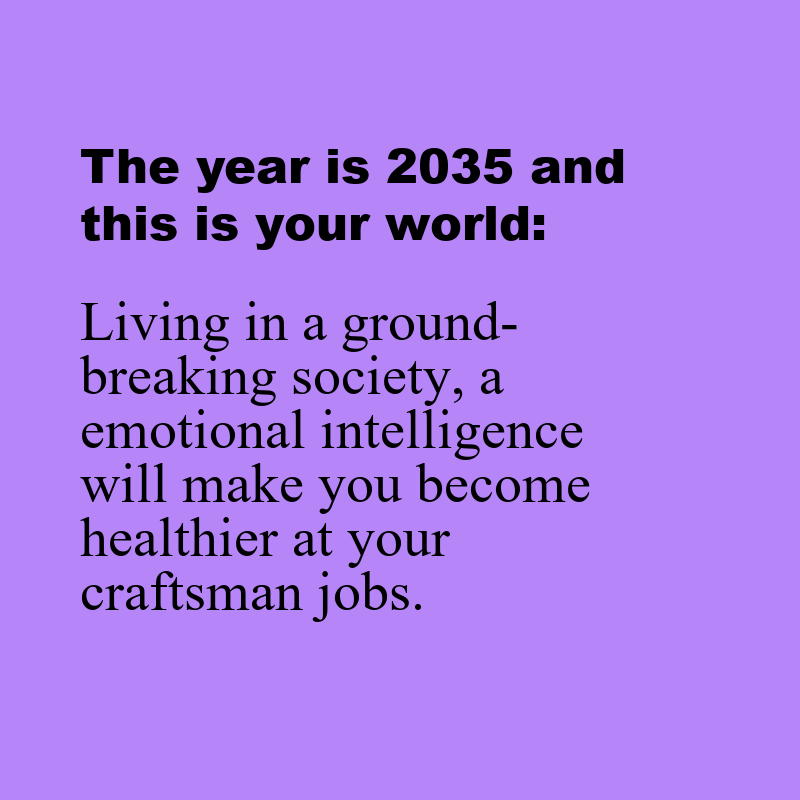 The year is 2035 and
this is your world:
Living in a ground-
breaking society, a
emotional intelligence
will make you become
healthier at your
craftsman jobs.